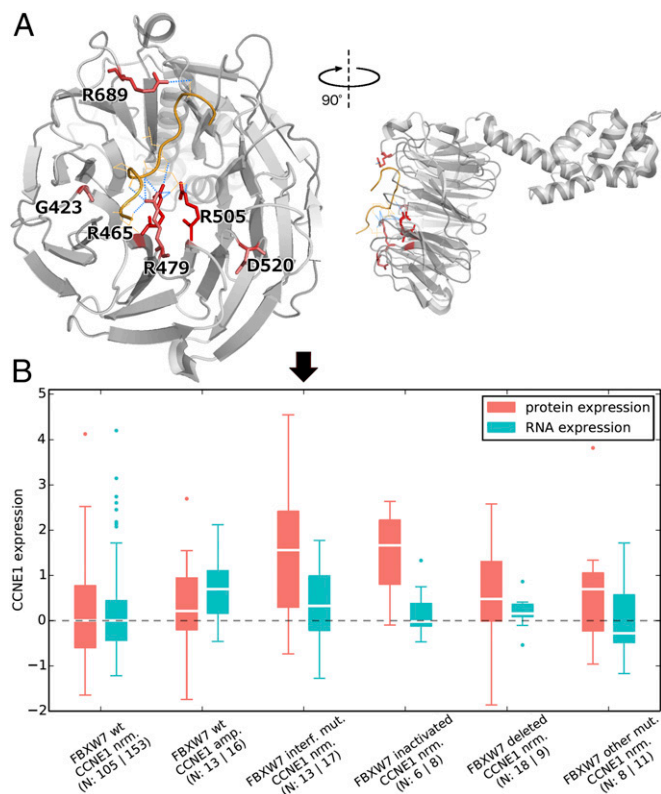 A
R689
90°
G423
R465
R505
R479
D520
B
protein expression
RNA expression
CCNE1 expression
5
4
3
2
1
0
−1
−2
FBXW7 wt
CCNE1 nrm.
(N: 105 | 153)
FBXW7 wt
CCNE1 amp.
(N: 13 | 16)
FBXW7 interf. mut.
CCNE1 nrm.
(N: 13 | 17)
FBXW7 inactivated
CCNE1 nrm.
(N: 6 | 8)
FBXW7 deleted
CCNE1 nrm.
(N: 18 | 9)
FBXW7 other mut.
CCNE1 nrm.
(N: 8 | 11)